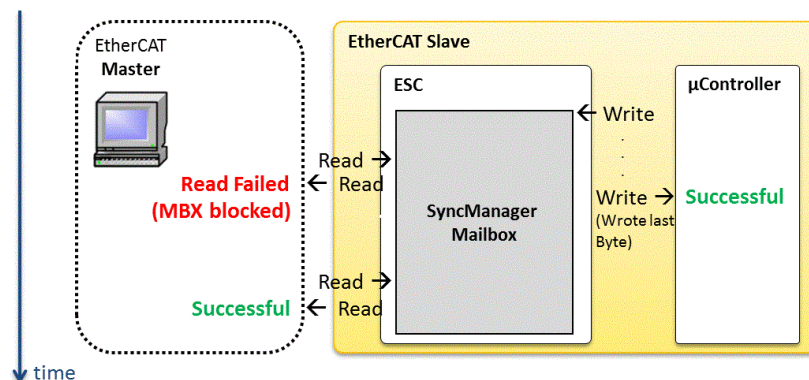 EtherCAT
Master
EtherCAT Slave
ESC
µController
← Write
.
.
.
Read →
← Read
Read Failed
(MBX blocked)
SyncManager
Mailbox
Write →
(Wrote last
Byte)
Successful
Read →
← Read
Successful
time